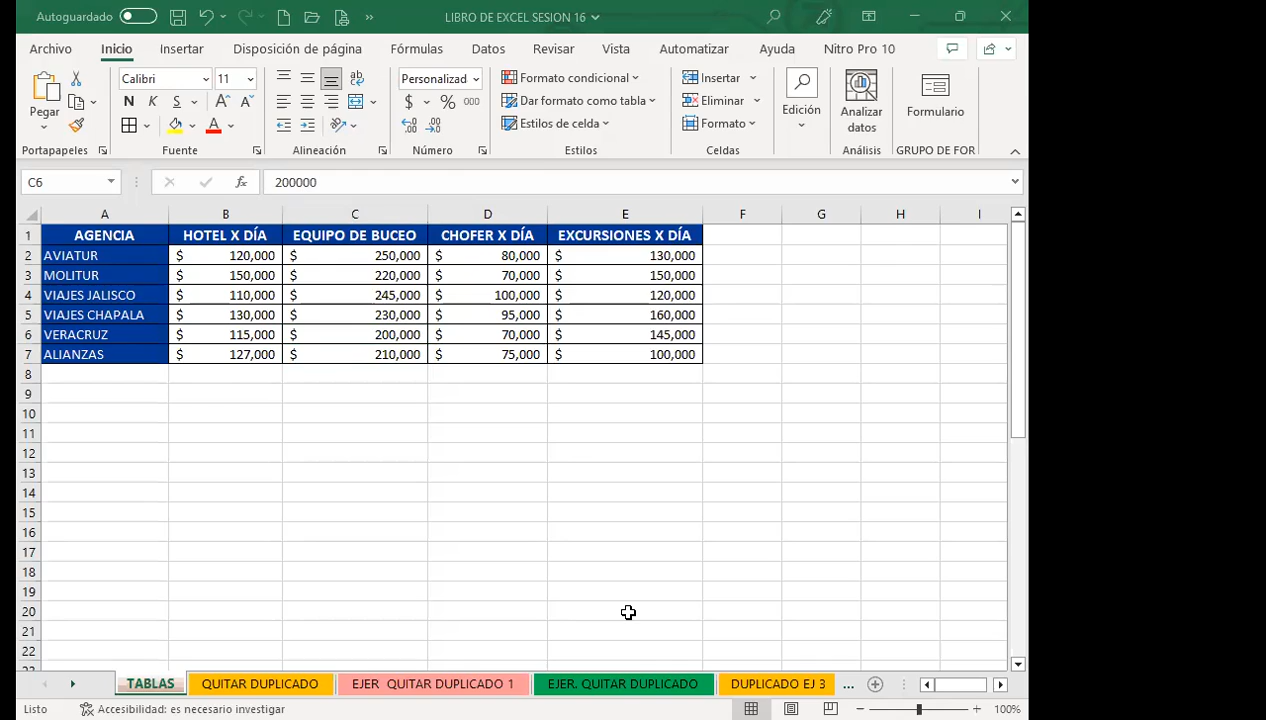 Autoguardado
LIBRO DE EXCEL SESION 16
Archivo Inicio Insertar Disposición de página Fórmulas Datos Revisar Vista Automatizar Ayuda Nitro Pro 10
Calibri 11 Personalizad Formato condicional Insertar
Pegar N K S $ % 000 Dar formato como tabla Eliminar Edición Analizar datos Formulario
Estilos de celda Formato
Portapapeles Fuente Alineación Número Estilos Celdas Análisis GRUPO DE FOR
C6 fx 200000
A B C D E F G H I
1 AGENCIA HOTEL X DÍA EQUIPO DE BUCEO CHOFER X DÍA EXCURSIONES X DÍA
2 AVIATUR $ 120,000 $ 250,000 $ 80,000 $ 130,000
3 MOLITUR $ 150,000 $ 220,000 $ 70,000 $ 150,000
4 VIAJES JALISCO $ 110,000 $ 245,000 $ 100,000 $ 120,000
5 VIAJES CHAPALA $ 130,000 $ 230,000 $ 95,000 $ 160,000
6 VERACRUZ $ 115,000 $ 200,000 $ 70,000 $ 145,000
7 ALIANZAS $ 127,000 $ 210,000 $ 75,000 $ 100,000
8
9
10
11
12
13
14
15
16
17
18
19
20
21
22
TABLAS QUITAR DUPLICADO EJER QUITAR DUPLICADO 1 EJER. QUITAR DUPLICADO DUPLICADO EJ 3 ...
Listo Accesibilidad: es necesario investigar 100%